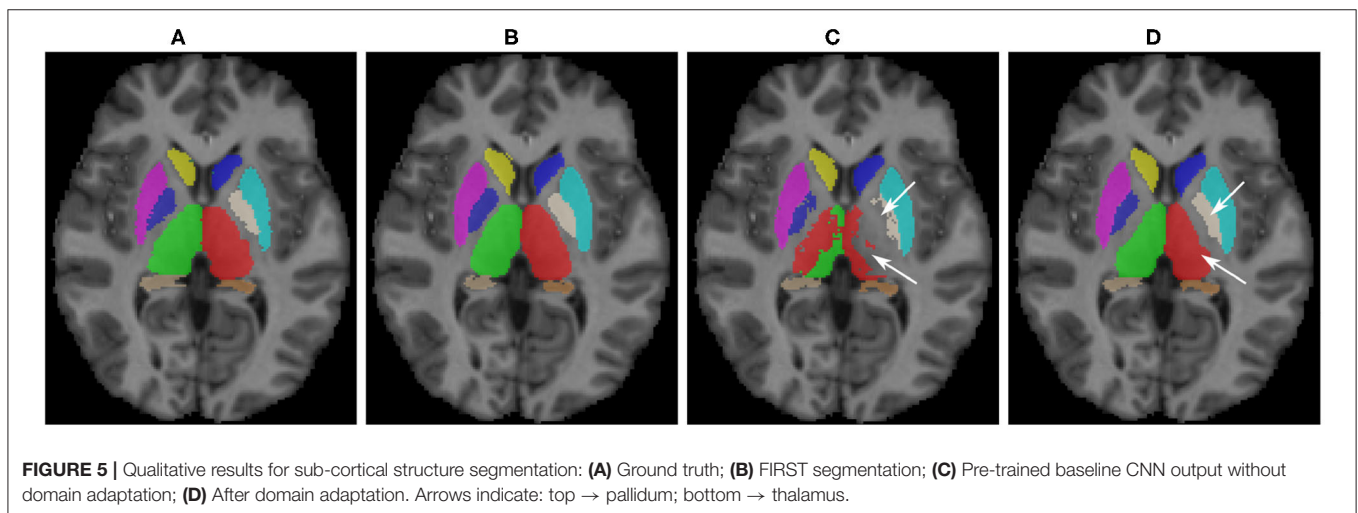 A B C D
FIGURE 5 | Qualitative results for sub-cortical structure segmentation: (A) Ground truth; (B) FIRST segmentation; (C) Pre-trained baseline CNN output without
domain adaptation; (D) After domain adaptation. Arrows indicate: top → pallidum; bottom → thalamus.